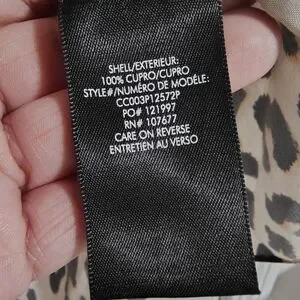 SHELL/EXTERIEUR:
100% CUPRO/CUPRO
STYLE#/NUMÉRO DE MODÈLE:
CC003P12572P
PO# 121997
RN# 107677
CARE ON REVERSE
ENTRETIEN AU VERSO